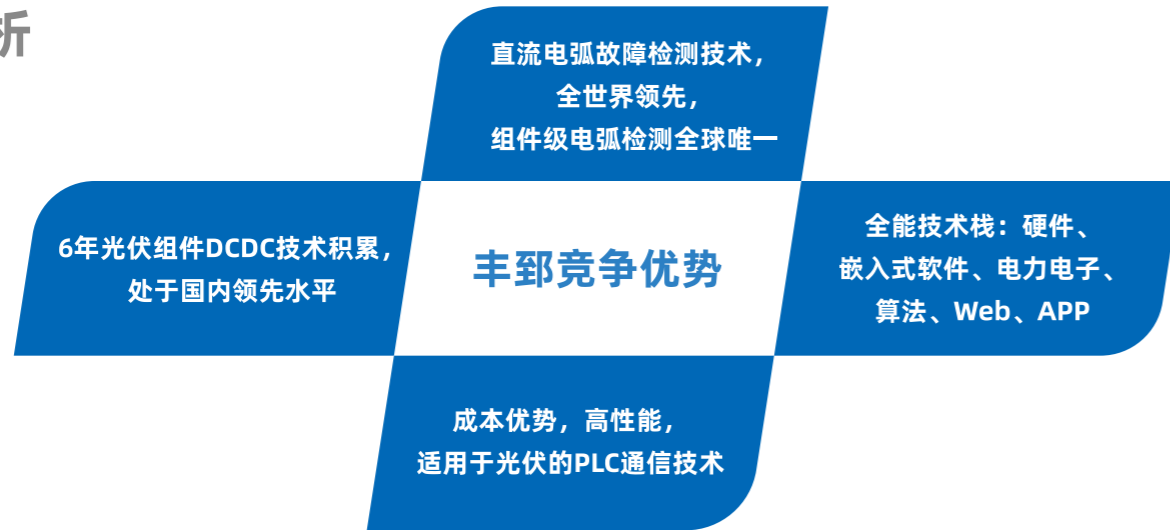 析
直流电弧故障检测技术，
全世界领先，
组件级电弧检测全球唯一
6年光伏组件DCDC技术积累，
处于国内领先水平
丰郅竞争优势
全能技术栈：硬件、
嵌入式软件、电力电子、
算法、Web、APP
成本优势，高性能，
适用于光伏的PLC通信技术